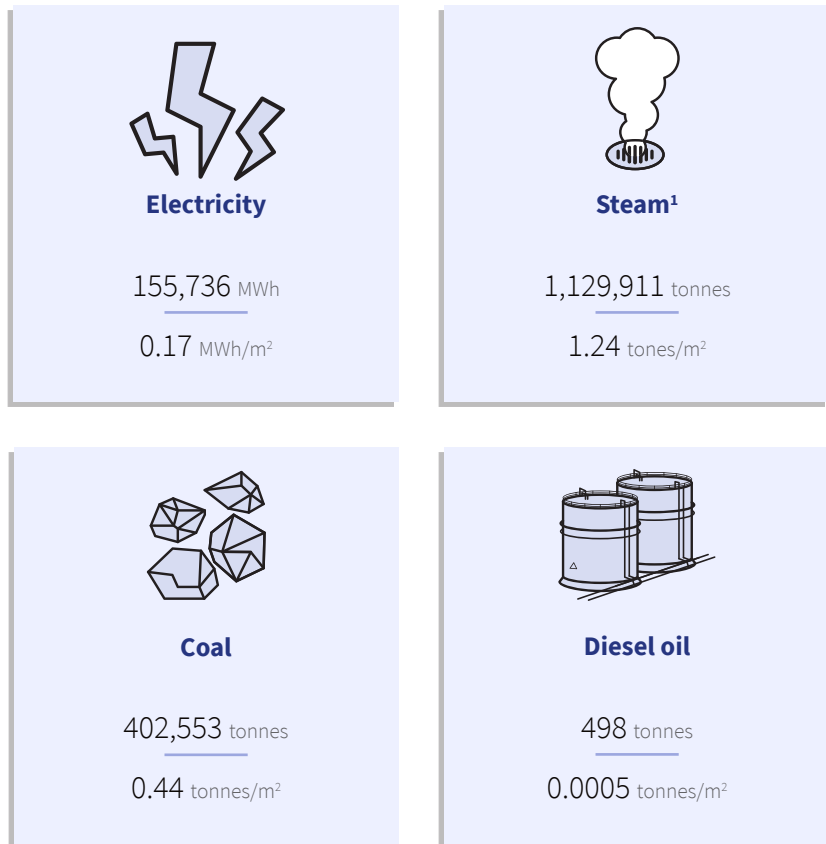 Electricity
155,736 MWh
0.17 MWh/m²
Steam¹
1,129,911 tonnes
1.24 tones/m²
Coal
402,553 tonnes
0.44 tonnes/m²
Diesel oil
498 tonnes
0.0005 tonnes/m²